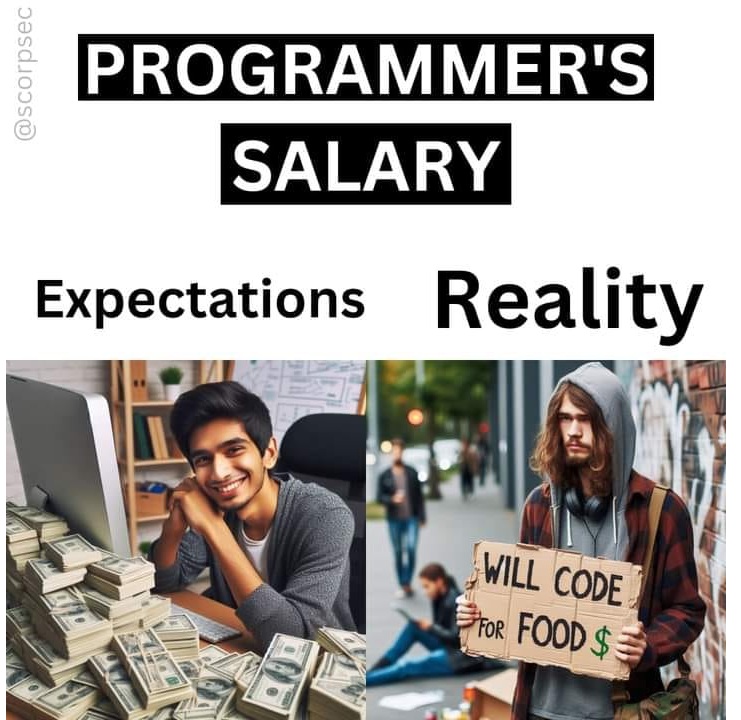 @scorpsec
PROGRAMMER'S
SALARY
Expectations
Reality
WILL CODE
FOR FOOD $